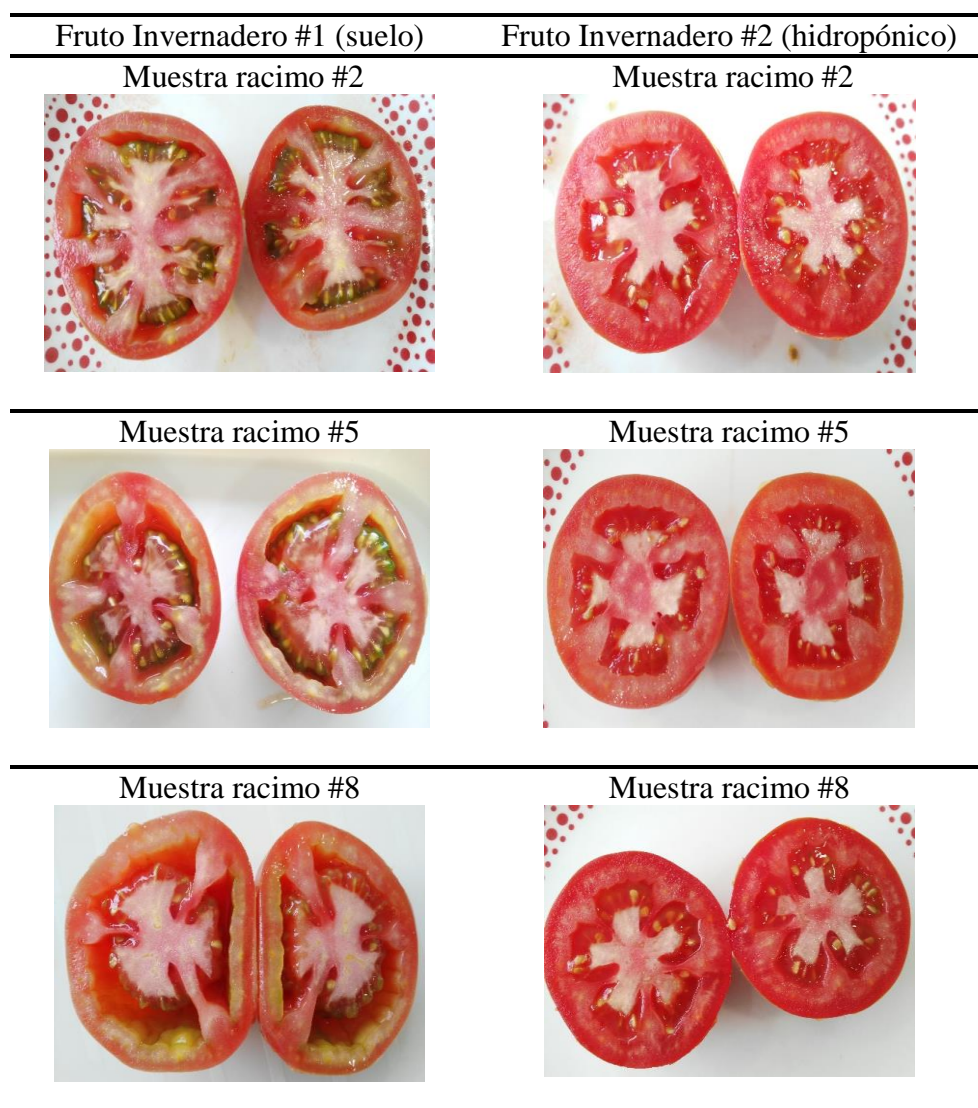 Fruto Invernadero #1 (suelo) Fruto Invernadero #2 (hidropónico)
Muestra racimo #2 Muestra racimo #2
Muestra racimo #5 Muestra racimo #5
Muestra racimo #8 Muestra racimo #8